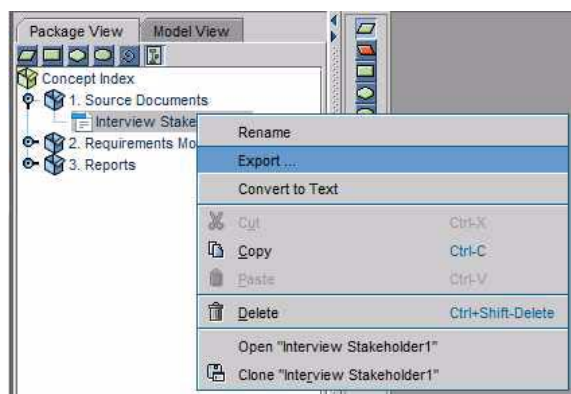 Package View Model View
Concept Index
1. Source Documents
Interview Stake
2. Requirements Mo
3. Reports
Rename
Export ...
Convert to Text
Cut Ctrl-X
Copy Ctrl-C
Paste Ctrl-V
Delete Ctrl+Shift-Delete
Open "Interview Stakeholder1"
Clone "Interview Stakeholder1"